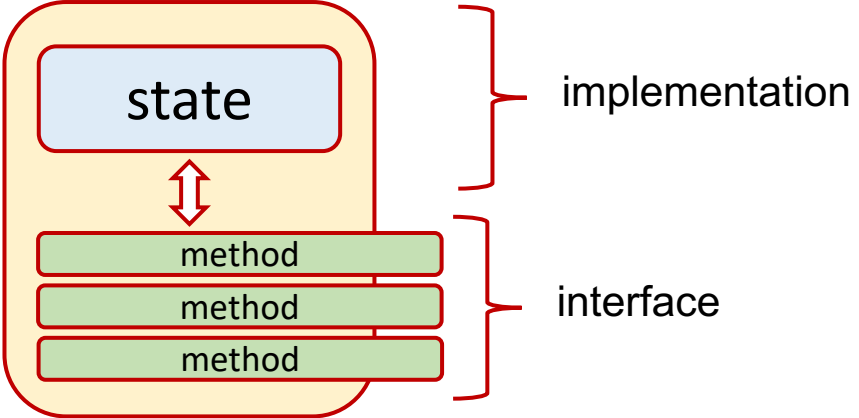 state
implementation
method
method
method
interface